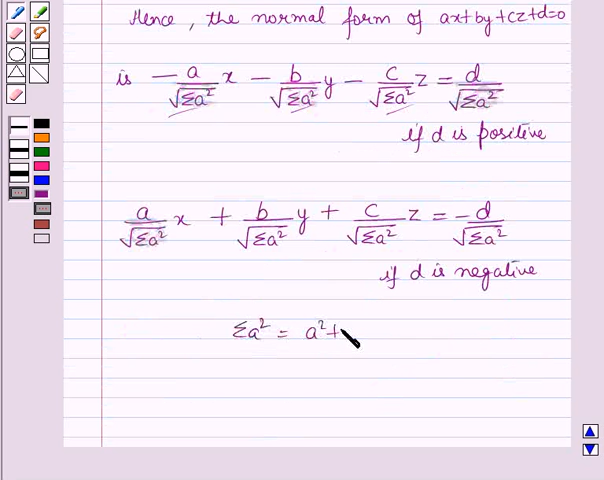 Hence, the normal form of ax+by+cz+d=0
is -a/√Σa² x - b/√Σa² y - c/√Σa² z = d/√Σa²
if d is positive
a/√Σa² x + b/√Σa² y + c/√Σa² z = -d/√Σa²
if d is negative
Σa² = a²+